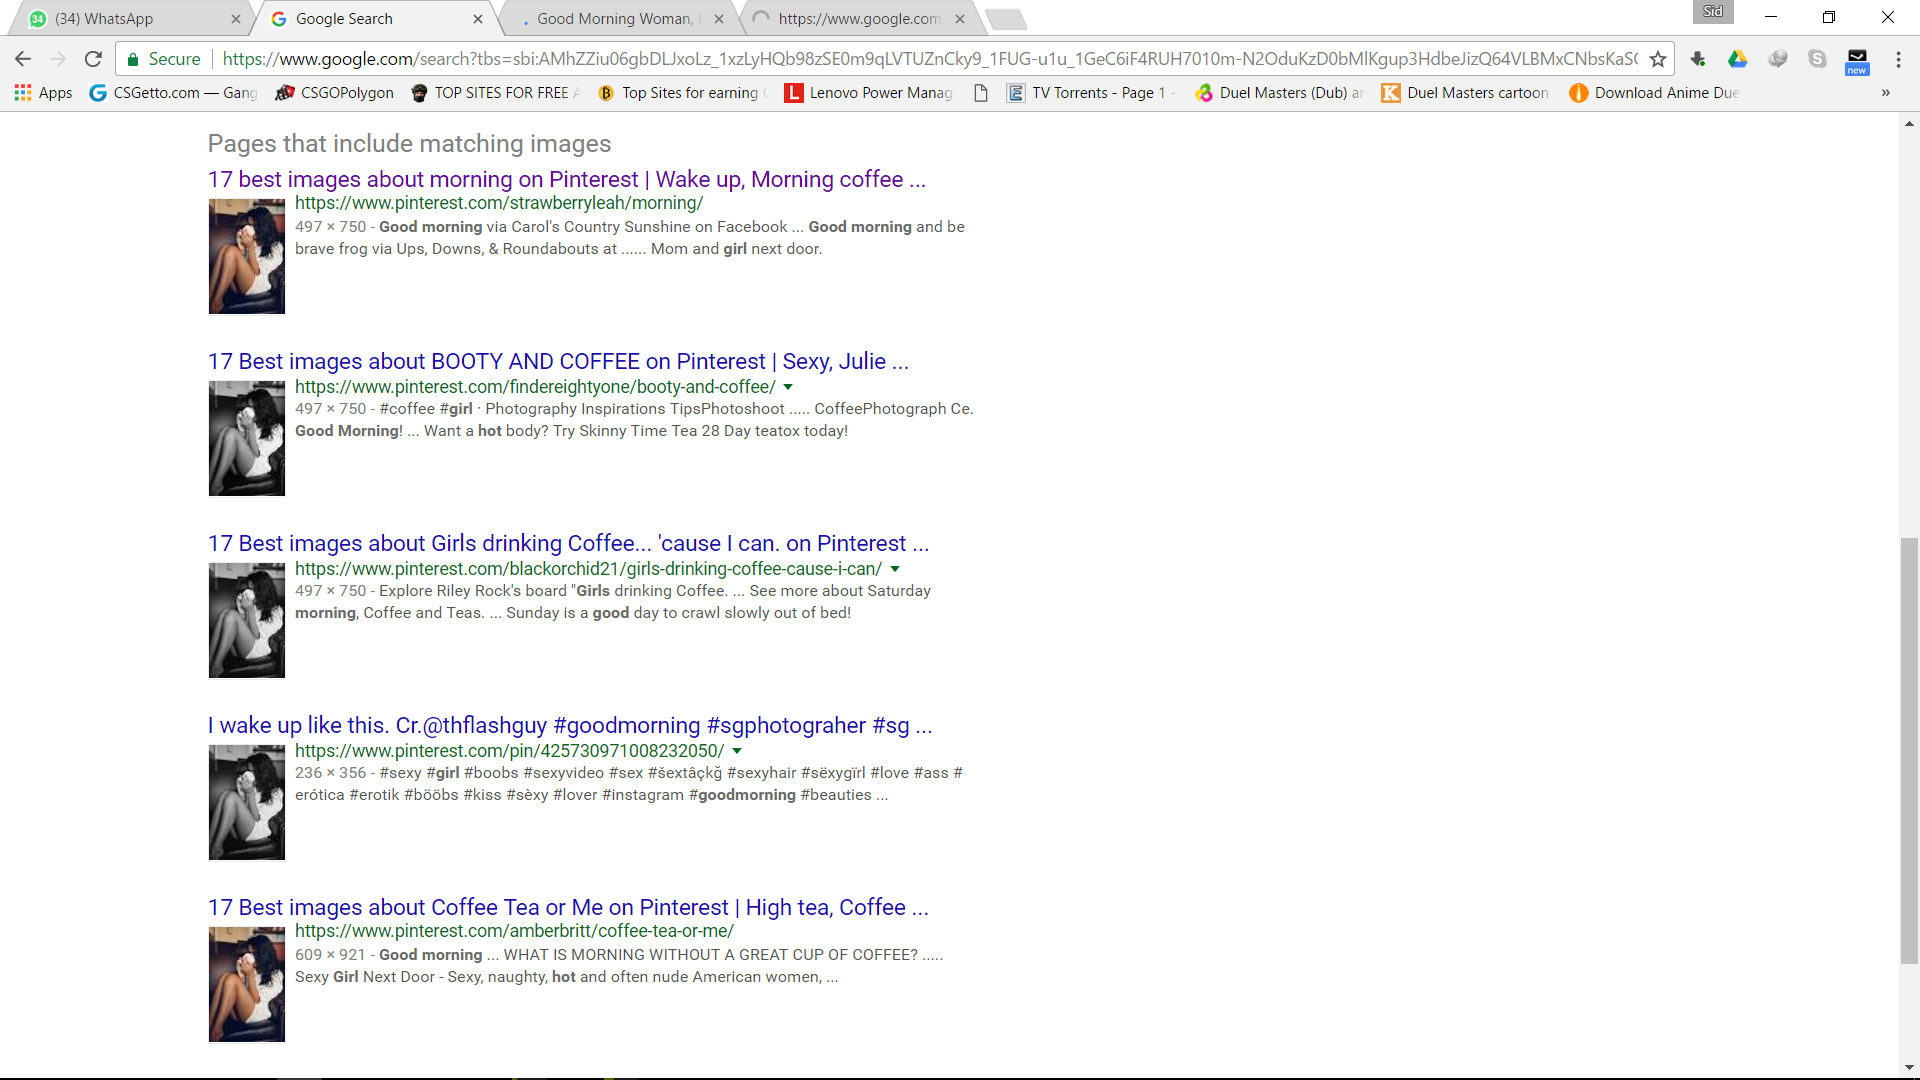 (34) WhatsApp
Google Search
Good Morning Woman,
https://www.google.com
Sid
Secure
https://www.google.com/search?tbs=sbi:AMhZZiu06gbDLJxoLz_1xzLyHQb98zSE0m9qLVTUZnCky9_1FUG-u1u_1GeC6iF4RUH7010m-N2OduKzD0bMlKgup3HdbeJizQ64VLBMxCNbsKaSC
new
Apps
CSGetto.com — Gang
CSGOPolygon
TOP SITES FOR FREE
Top Sites for earning
Lenovo Power Manag
TV Torrents - Page 1 -
Duel Masters (Dub) ar
Duel Masters cartoon
Download Anime Due
»
Pages that include matching images
17 best images about morning on Pinterest | Wake up, Morning coffee ...
https://www.pinterest.com/strawberryleah/morning/
497 × 750 - Good morning via Carol's Country Sunshine on Facebook ... Good morning and be
brave frog via Ups, Downs, & Roundabouts at ...... Mom and girl next door.
17 Best images about BOOTY AND COFFEE on Pinterest | Sexy, Julie ...
https://www.pinterest.com/findereightyone/booty-and-coffee/
497 × 750 - #coffee #girl · Photography Inspirations TipsPhotoshoot ..... CoffeePhotograph Ce.
Good Morning! ... Want a hot body? Try Skinny Time Tea 28 Day teatox today!
17 Best images about Girls drinking Coffee... 'cause I can. on Pinterest ...
https://www.pinterest.com/blackorchid21/girls-drinking-coffee-cause-i-can/
497 × 750 - Explore Riley Rock's board "Girls drinking Coffee. ... See more about Saturday
morning, Coffee and Teas. ... Sunday is a good day to crawl slowly out of bed!
I wake up like this. Cr.@thflashguy #goodmorning #sgphotograher #sg ...
https://www.pinterest.com/pin/425730971008232050/
236 × 356 - #sexy #girl #boobs #sexyvideo #sex #šextâçkğ #sexyhair #sëxygïrl #love #ass #
erótica #erotik #bööbs #kiss #sèxy #lover #instagram #goodmorning #beauties ...
17 Best images about Coffee Tea or Me on Pinterest | High tea, Coffee ...
https://www.pinterest.com/amberbritt/coffee-tea-or-me/
609 × 921 - Good morning ... WHAT IS MORNING WITHOUT A GREAT CUP OF COFFEE? .....
Sexy Girl Next Door - Sexy, naughty, hot and often nude American women, ...